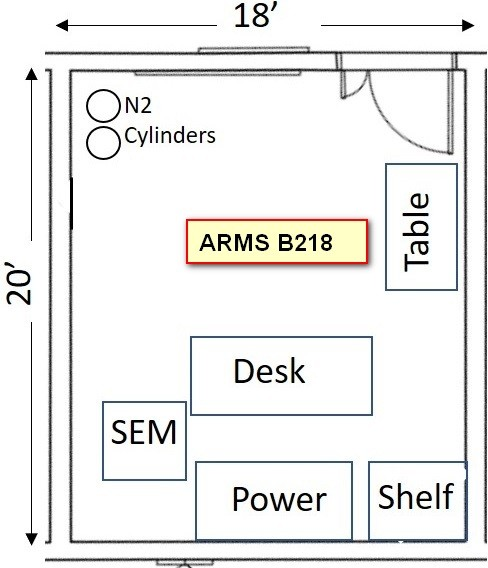 18’
N2
Cylinders
Table
ARMS B218
20’
Desk
SEM
Power
Shelf